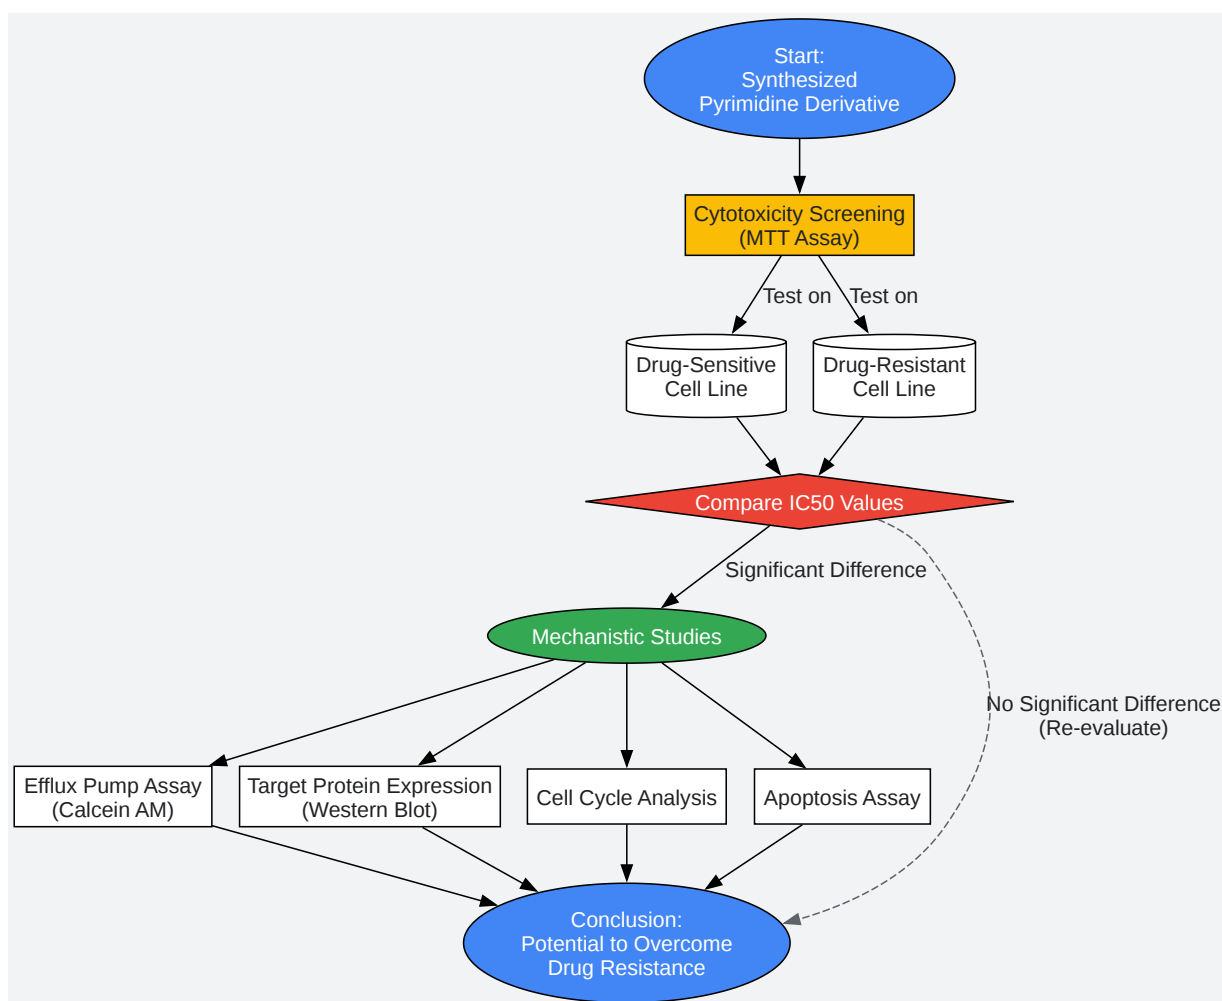 Start:
Synthesized
Pyrimidine Derivative
Cytotoxicity Screening
(MTT Assay)
Test on
Test on
Drug-Sensitive
Cell Line
Drug-Resistant
Cell Line
Compare IC50 Values
Significant Difference
Mechanistic Studies
No Significant Difference
(Re-evaluate)
Efflux Pump Assay
(Calcein AM)
Target Protein Expression
(Western Blot)
Cell Cycle Analysis
Apoptosis Assay
Conclusion:
Potential to Overcome
Drug Resistance